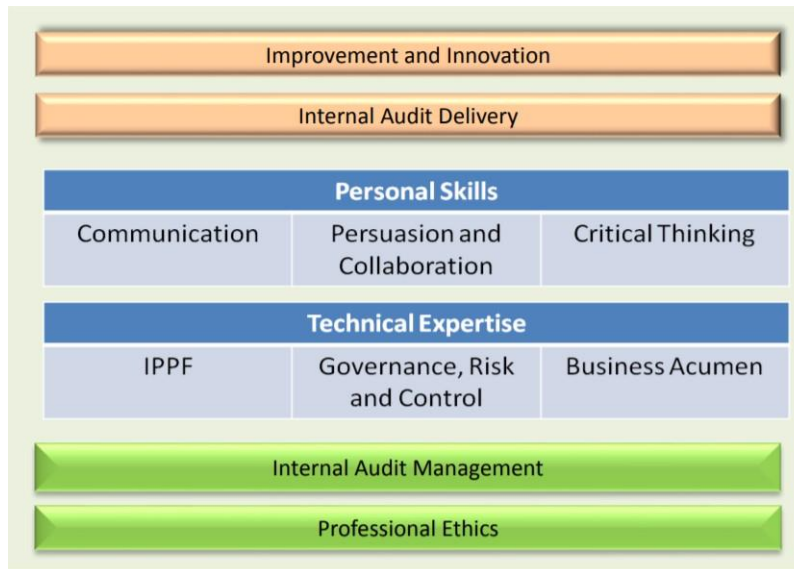 Improvement and Innovation
Internal Audit Delivery
Personal Skills
Communication
Persuasion and
Collaboration
Critical Thinking
Technical Expertise
IPPF
Governance, Risk
and Control
Business Acumen
Internal Audit Management
Professional Ethics